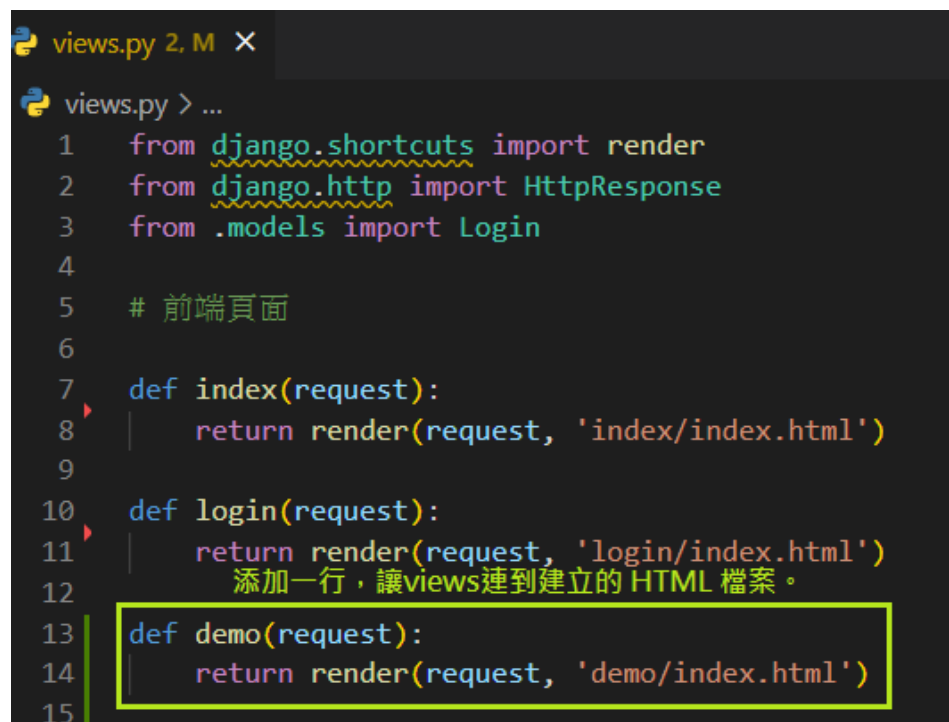 views.py 2, M ×
views.py > ...
1 from django.shortcuts import render
2 from django.http import HttpResponse
3 from .models import Login
4
5 # 前端頁面
6
7 def index(request):
8 return render(request, 'index/index.html')
9
10 def login(request):
11 return render(request, 'login/index.html')
添加一行，讓views連到建立的 HTML 檔案。
12
13 def demo(request):
14 return render(request, 'demo/index.html')
15